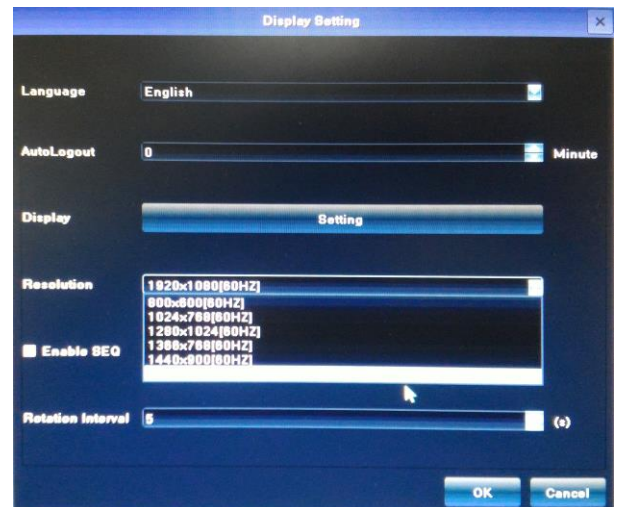 Display Setting
Language English
AutoLogout 0 Minute
Display Setting
Resolution 1920x1080[60HZ]
800x600[60HZ]
1024x768[60HZ]
1280x1024[60HZ]
1366x768[60HZ]
1440x900[60HZ]
Enable SEQ
Rotation Interval 5 (s)
OK Cancel